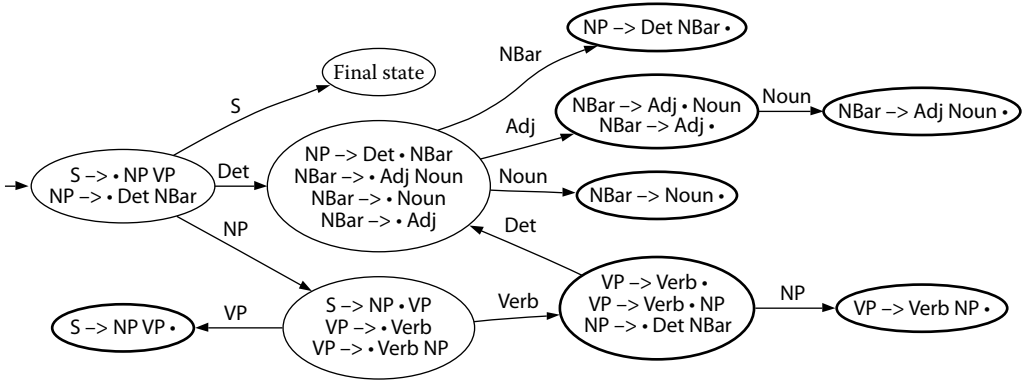 NP –> Det NBar •
NBar
Final state
S
NBar –> Adj • Noun
NBar –> Adj •
Noun
NBar –> Adj Noun •
Adj
NP –> Det • NBar
NBar –> • Adj Noun
NBar –> • Noun
NBar –> • Adj
S –> • NP VP
NP –> • Det NBar
Det
Noun
NBar –> Noun •
NP
Det
VP –> Verb •
VP –> Verb • NP
NP –> • Det NBar
NP
VP –> Verb NP •
S –> NP • VP
VP –> • Verb
VP –> • Verb NP
Verb
VP
S –> NP VP •